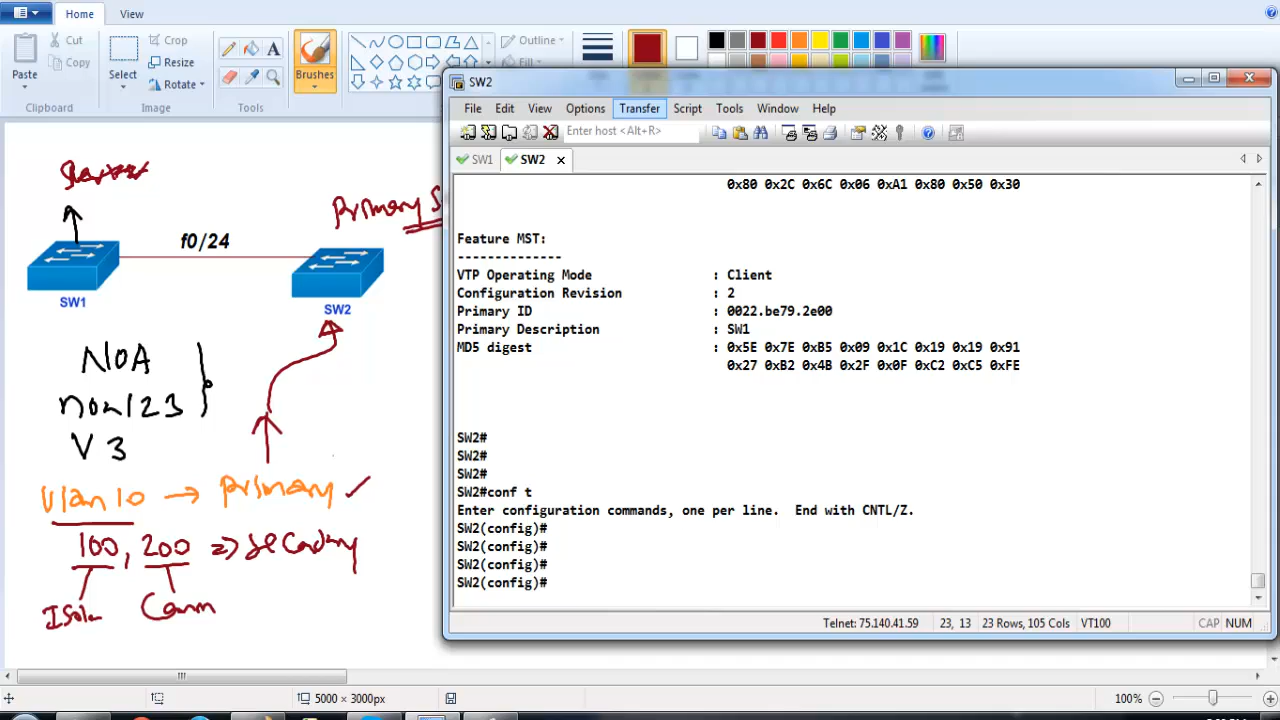 Home
View
Cut
Crop
Outline
Copy
Resize
Paste
Select
Rotate
Brushes
Fill
Clipboard
Image
Tools
SW2
File Edit View Options Transfer Script Tools Window Help
Enter host <Alt+R>
SW1 SW2
0x80 0x2C 0x6C 0x06 0xA1 0x80 0x50 0x30
Feature MST:
--------------
VTP Operating Mode : Client
Configuration Revision : 2
Primary ID : 0022.be79.2e00
Primary Description : SW1
MD5 digest : 0x5E 0x7E 0xB5 0x09 0x1C 0x19 0x19 0x91
0x27 0xB2 0x4B 0x2F 0x0F 0xC2 0xC5 0xFE
SW2#
SW2#
SW2#
SW2#conf t
Enter configuration commands, one per line. End with CNTL/Z.
SW2(config)#
SW2(config)#
SW2(config)#
SW2(config)#
Telnet: 75.140.41.59 23, 13 23 Rows, 105 Cols VT100 CAP NUM
Primary S
f0/24
SW1
SW2
NOA
noa123
V 3
Vlan 10 → primary
100, 200 => Secondary
Isola Comm
5000 × 3000px
100%